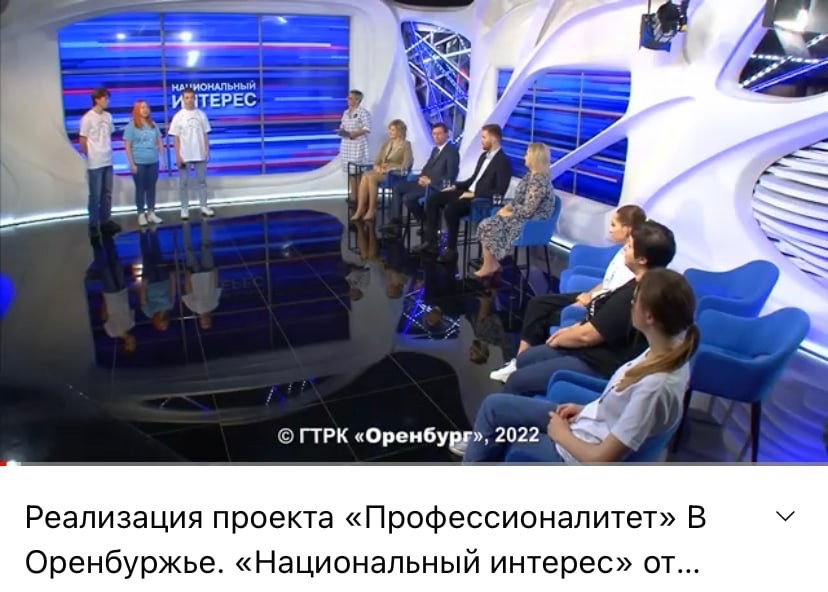 НАЦИОНАЛЬНЫЙ
ИНТЕРЕС
© ГТРК «Оренбург», 2022
Реализация проекта «Профессионалитет» В
Оренбуржье. «Национальный интерес» от...